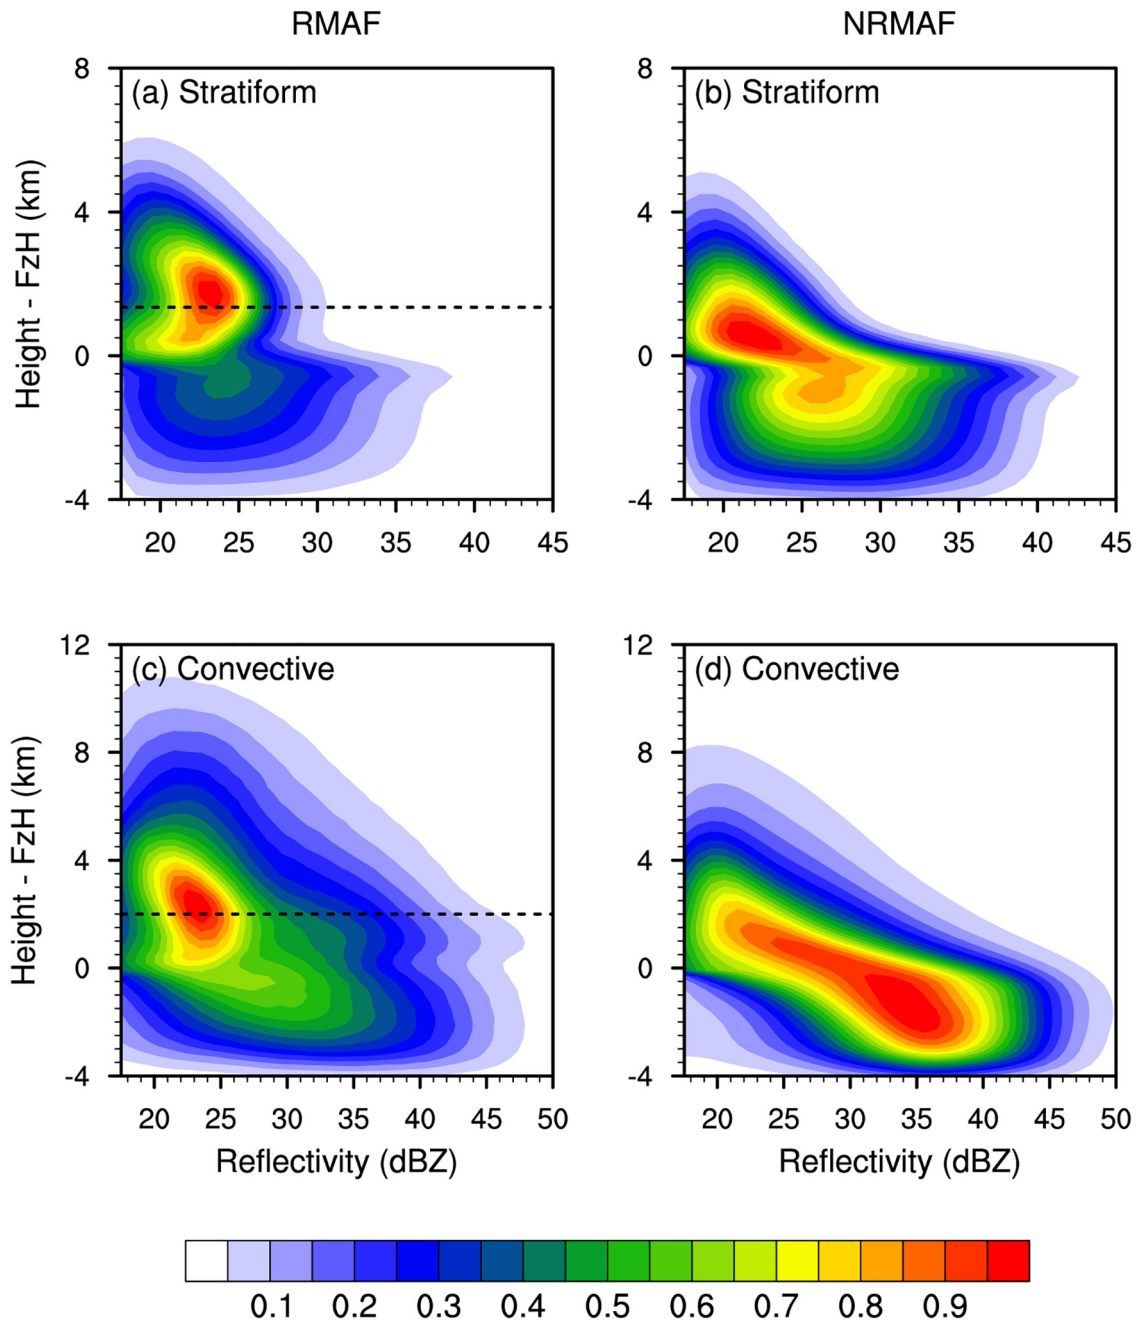 RMAF NRMAF
(a) Stratiform (b) Stratiform
8 8
4 4
0 0
-4 -4
Height - FzH (km)
20 25 30 35 40 45 20 25 30 35 40 45
(c) Convective (d) Convective
12 12
8 8
4 4
0 0
-4 -4
Height - FzH (km)
20 25 30 35 40 45 50 20 25 30 35 40 45 50
Reflectivity (dBZ) Reflectivity (dBZ)
0.1 0.2 0.3 0.4 0.5 0.6 0.7 0.8 0.9